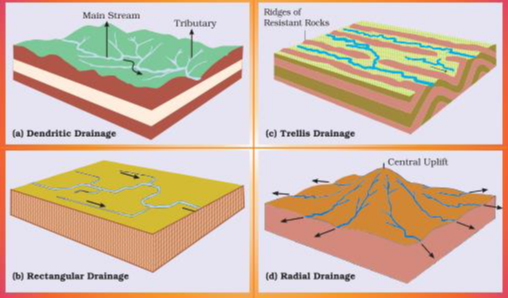 Main Stream
Tributary
(a) Dendritic Drainage
Ridges of
Resistant Rocks
(c) Trellis Drainage
(b) Rectangular Drainage
Central Uplift
(d) Radial Drainage